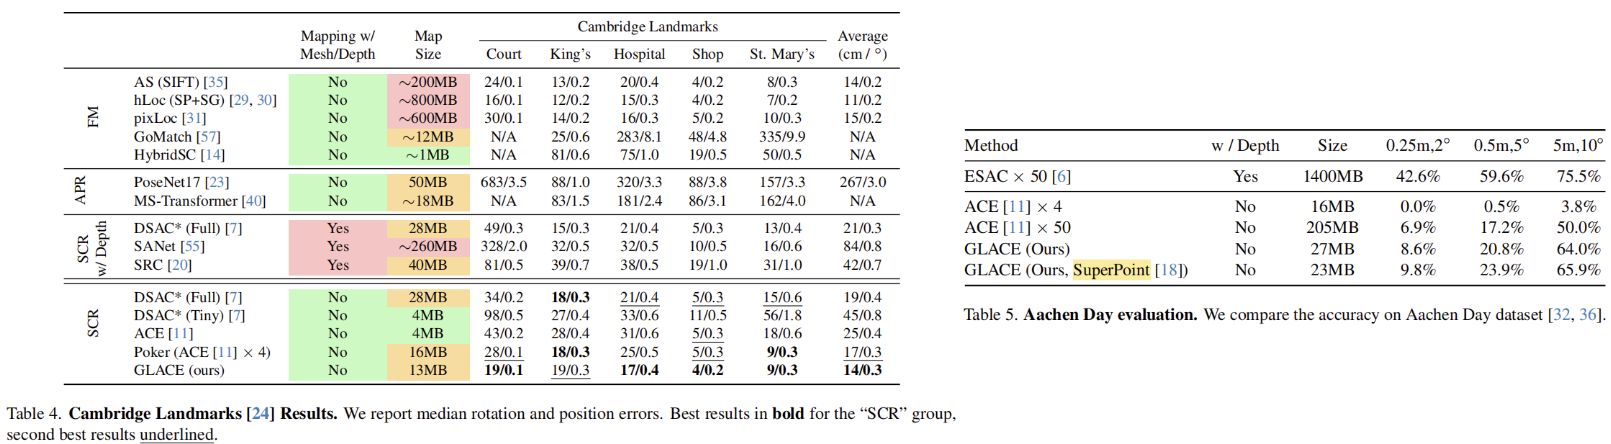 Cambridge Landmarks
Mapping w/ Mesh/Depth Map Size Court King's Hospital Shop St. Mary's Average (cm / °)
FM
AS (SIFT) [35] No ∼200MB 24/0.1 13/0.2 20/0.4 4/0.2 8/0.3 14/0.2
hLoc (SP+SG) [29, 30] No ∼800MB 16/0.1 12/0.2 15/0.3 4/0.2 7/0.2 11/0.2
pixLoc [31] No ∼600MB 30/0.1 14/0.2 16/0.3 5/0.2 10/0.3 15/0.2
GoMatch [57] No ∼12MB N/A 25/0.6 283/8.1 48/4.8 335/9.9 N/A
HybridSC [14] No ∼1MB N/A 81/0.6 75/1.0 19/0.5 50/0.5 N/A
APR
PoseNet17 [23] No 50MB 683/3.5 88/1.0 320/3.3 88/3.8 157/3.3 267/3.0
MS-Transformer [40] No ∼18MB N/A 83/1.5 181/2.4 86/3.1 162/4.0 N/A
SCR w/ Depth
DSAC* (Full) [7] Yes 28MB 49/0.3 15/0.3 21/0.4 5/0.3 13/0.4 21/0.3
SANet [55] Yes ∼260MB 328/2.0 32/0.5 32/0.5 10/0.5 16/0.6 84/0.8
SRC [20] Yes 40MB 81/0.5 39/0.7 38/0.5 19/1.0 31/1.0 42/0.7
SCR
DSAC* (Full) [7] No 28MB 34/0.2 18/0.3 21/0.4 5/0.3 15/0.6 19/0.4
DSAC* (Tiny) [7] No 4MB 98/0.5 27/0.4 33/0.6 11/0.5 56/1.8 45/0.8
ACE [11] No 4MB 43/0.2 28/0.4 31/0.6 5/0.3 18/0.6 25/0.4
Poker (ACE [11] × 4) No 16MB 28/0.1 18/0.3 25/0.5 5/0.3 9/0.3 17/0.3
GLACE (ours) No 13MB 19/0.1 19/0.3 17/0.4 4/0.2 9/0.3 14/0.3
Table 4. Cambridge Landmarks [24] Results. We report median rotation and position errors. Best results in bold for the “SCR” group,
second best results underlined.
Method w / Depth Size 0.25m,2° 0.5m,5° 5m,10°
ESAC × 50 [6] Yes 1400MB 42.6% 59.6% 75.5%
ACE [11] × 4 No 16MB 0.0% 0.5% 3.8%
ACE [11] × 50 No 205MB 6.9% 17.2% 50.0%
GLACE (Ours) No 27MB 8.6% 20.8% 64.0%
GLACE (Ours, SuperPoint [18]) No 23MB 9.8% 23.9% 65.9%
Table 5. Aachen Day evaluation. We compare the accuracy on Aachen Day dataset [32, 36].